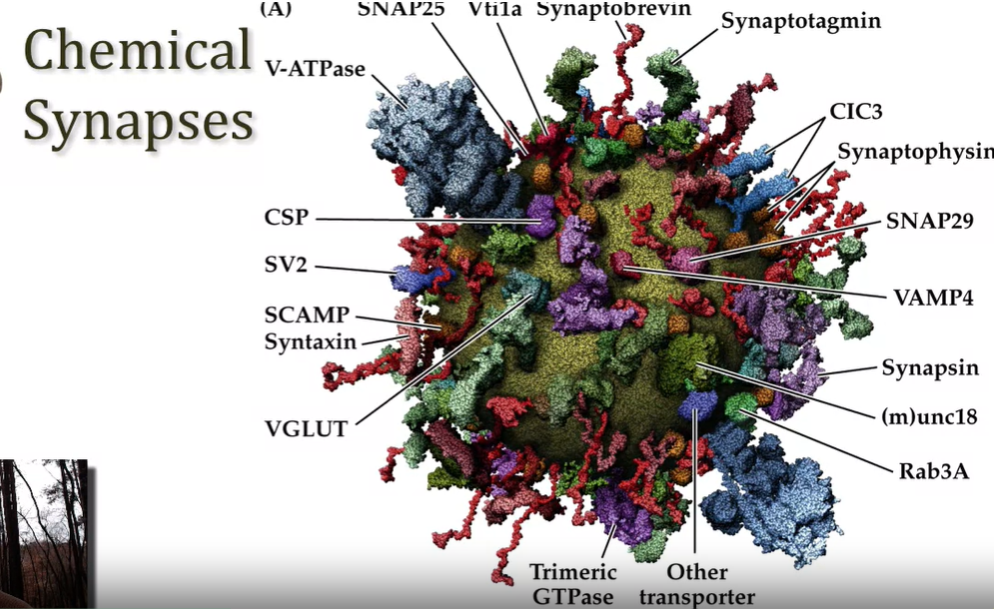 Chemical
Synapses
(A)
SNAP25
Vti1a
Synaptobrevin
Synaptotagmin
V-ATPase
CIC3
Synaptophysin
CSP
SNAP29
SV2
VAMP4
SCAMP
Syntaxin
Synapsin
VGLUT
(m)unc18
Rab3A
Trimeric
GTPase
Other
transporter